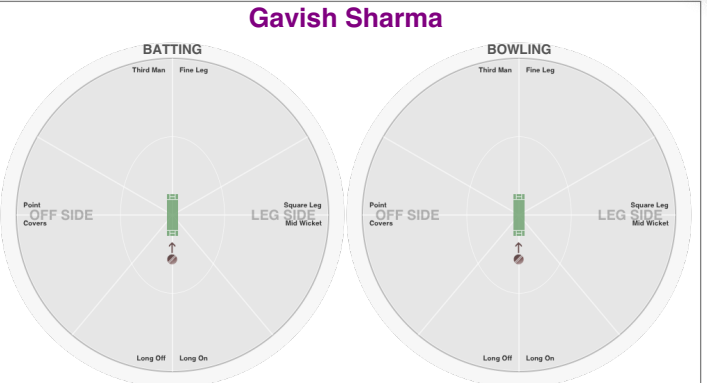 Gavish Sharma
BATTING
Third Man
Fine Leg
Point
OFF SIDE
Covers
Square Leg
LEG SIDE
Mid Wicket
Long Off
Long On
BOWLING
Third Man
Fine Leg
Point
OFF SIDE
Covers
Square Leg
LEG SIDE
Mid Wicket
Long Off
Long On